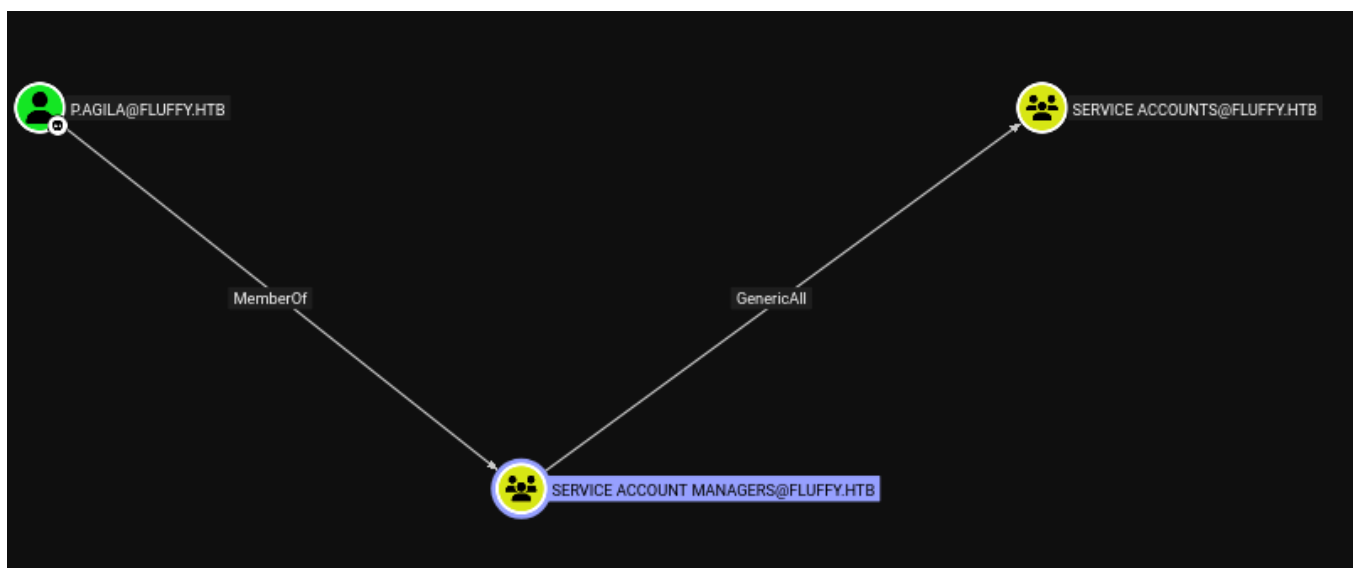 P.AGILA@FLUFFY.HTB
SERVICE ACCOUNTS@FLUFFY.HTB
MemberOf
GenericAll
SERVICE ACCOUNT MANAGERS@FLUFFY.HTB